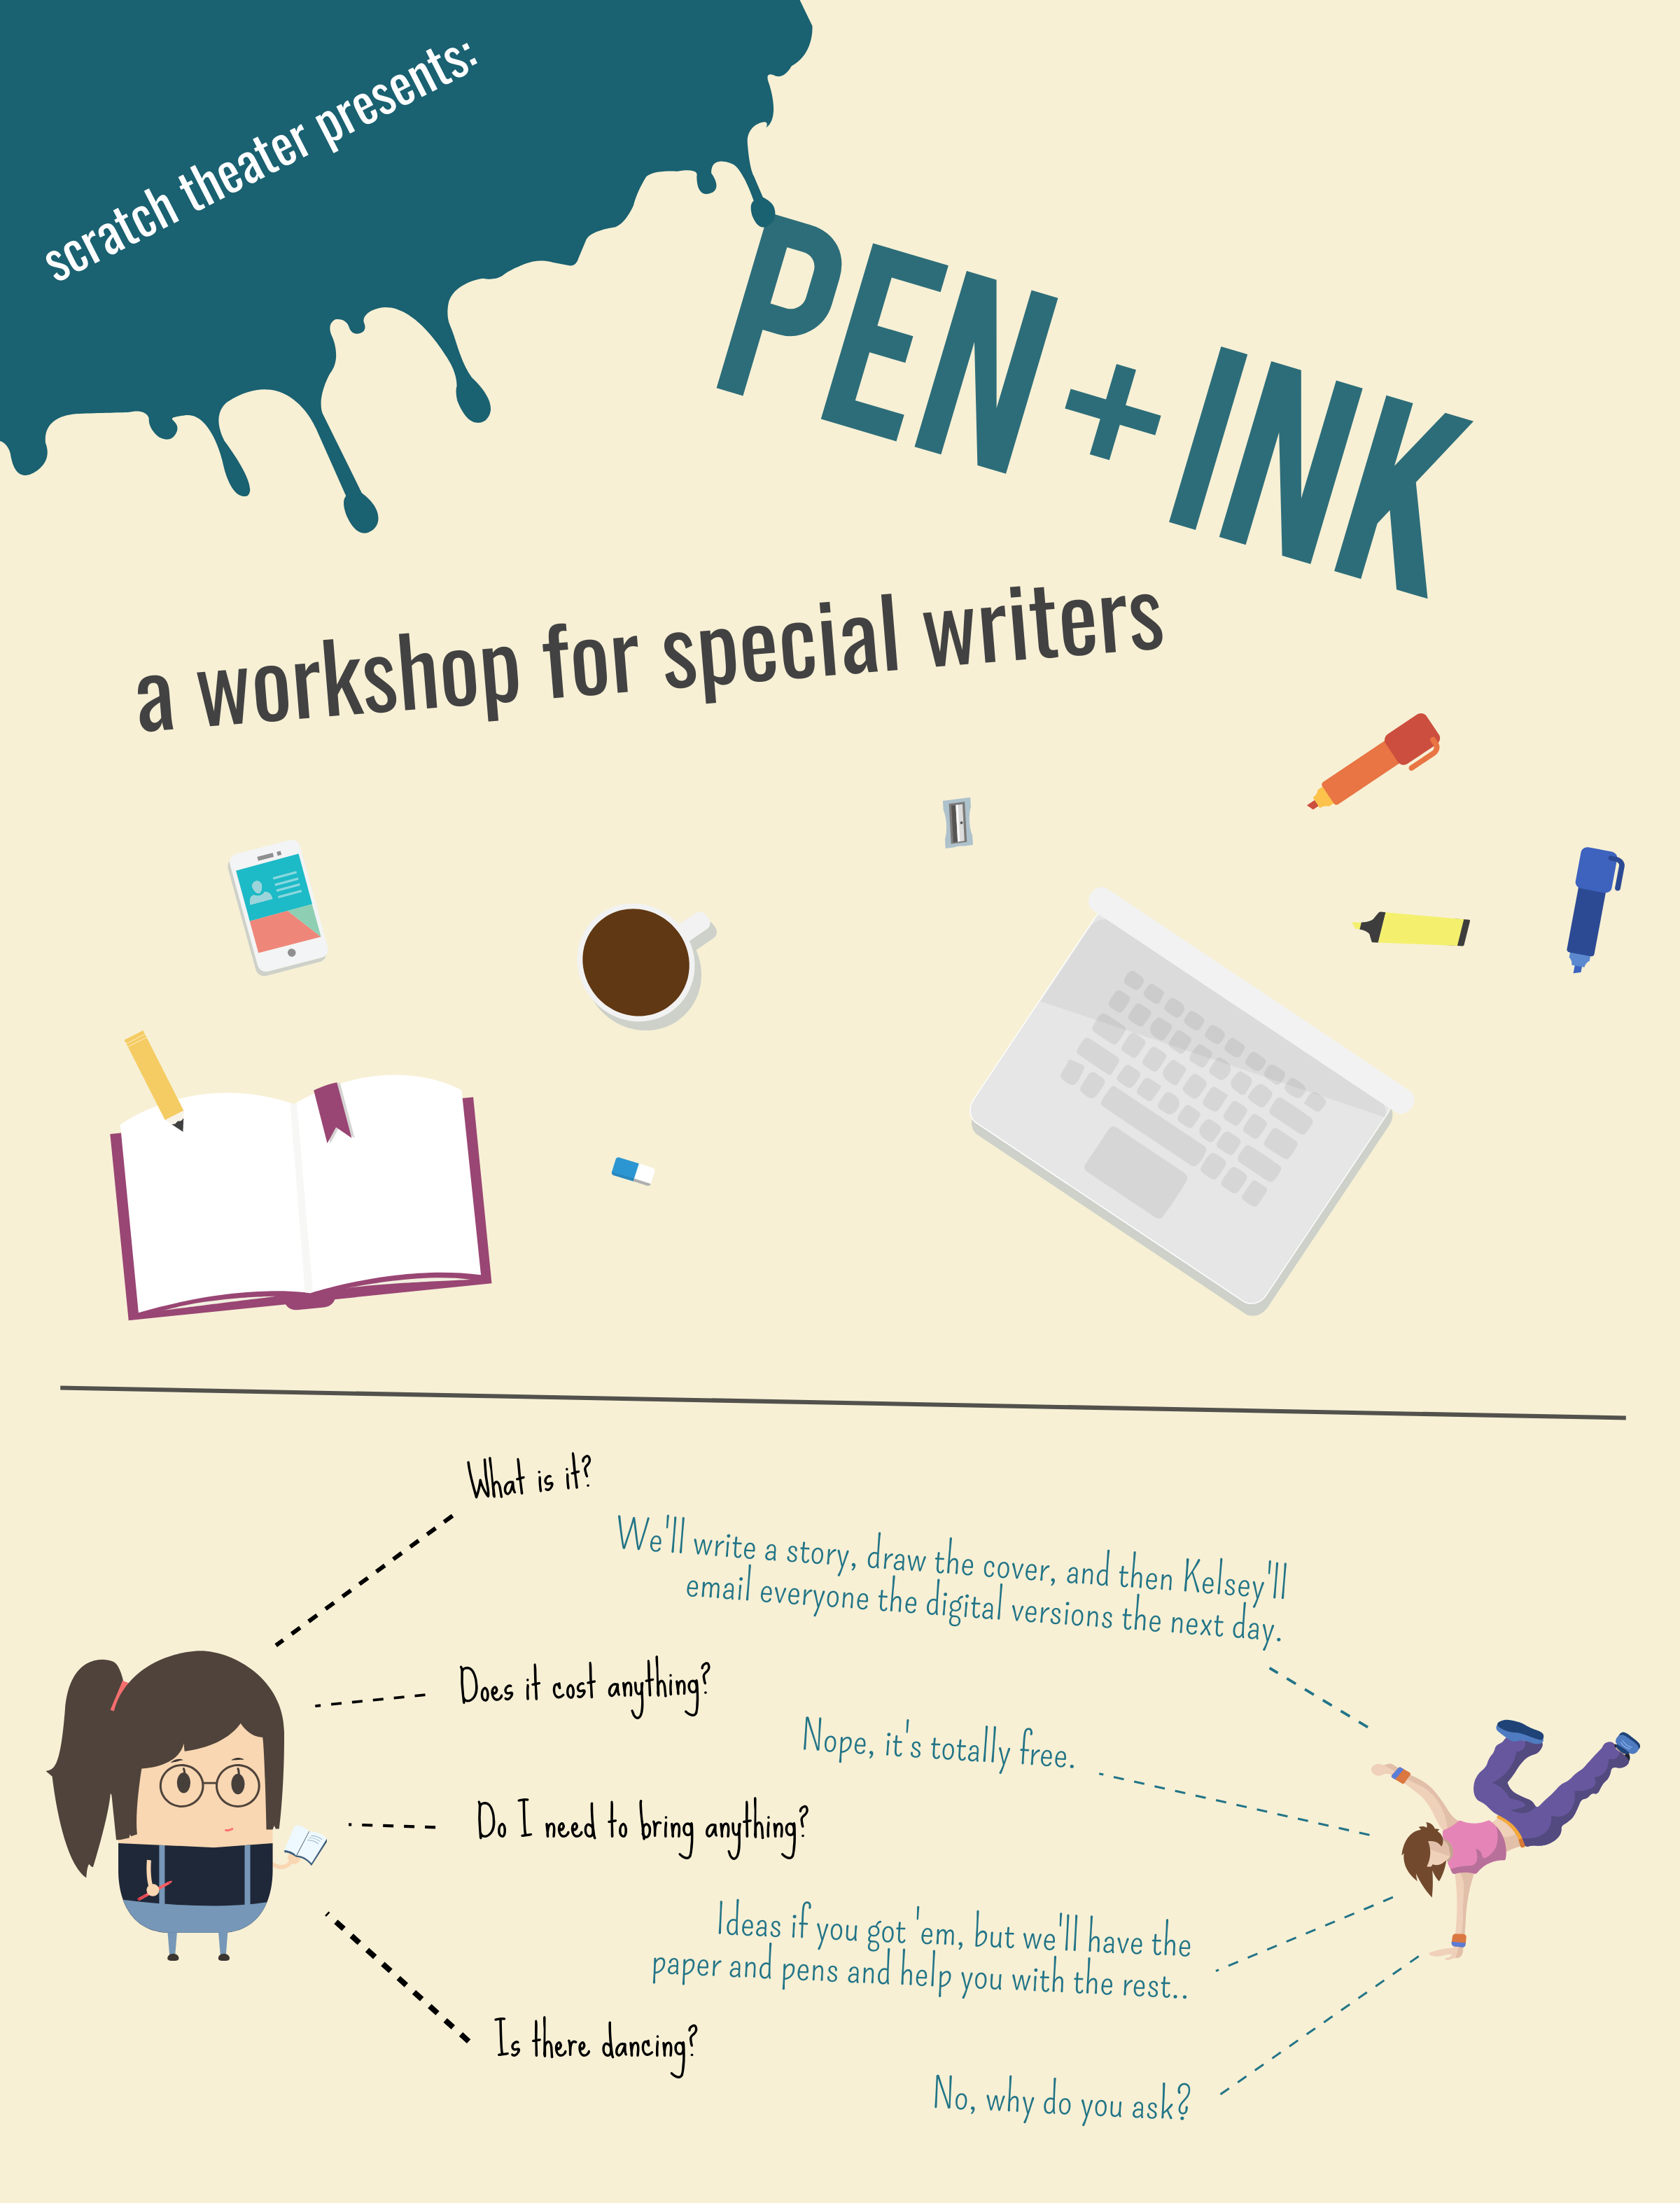 scratch theater presents:
PEN + INK
a workshop for special writers
What is it?
We'll write a story, draw the cover, and then Kelsey'll
email everyone the digital versions the next day.
Does it cost anything?
Nope, it's totally free.
Do I need to bring anything?
Ideas if you got 'em, but we'll have the
paper and pens and help you with the rest..
Is there dancing?
No, why do you ask?